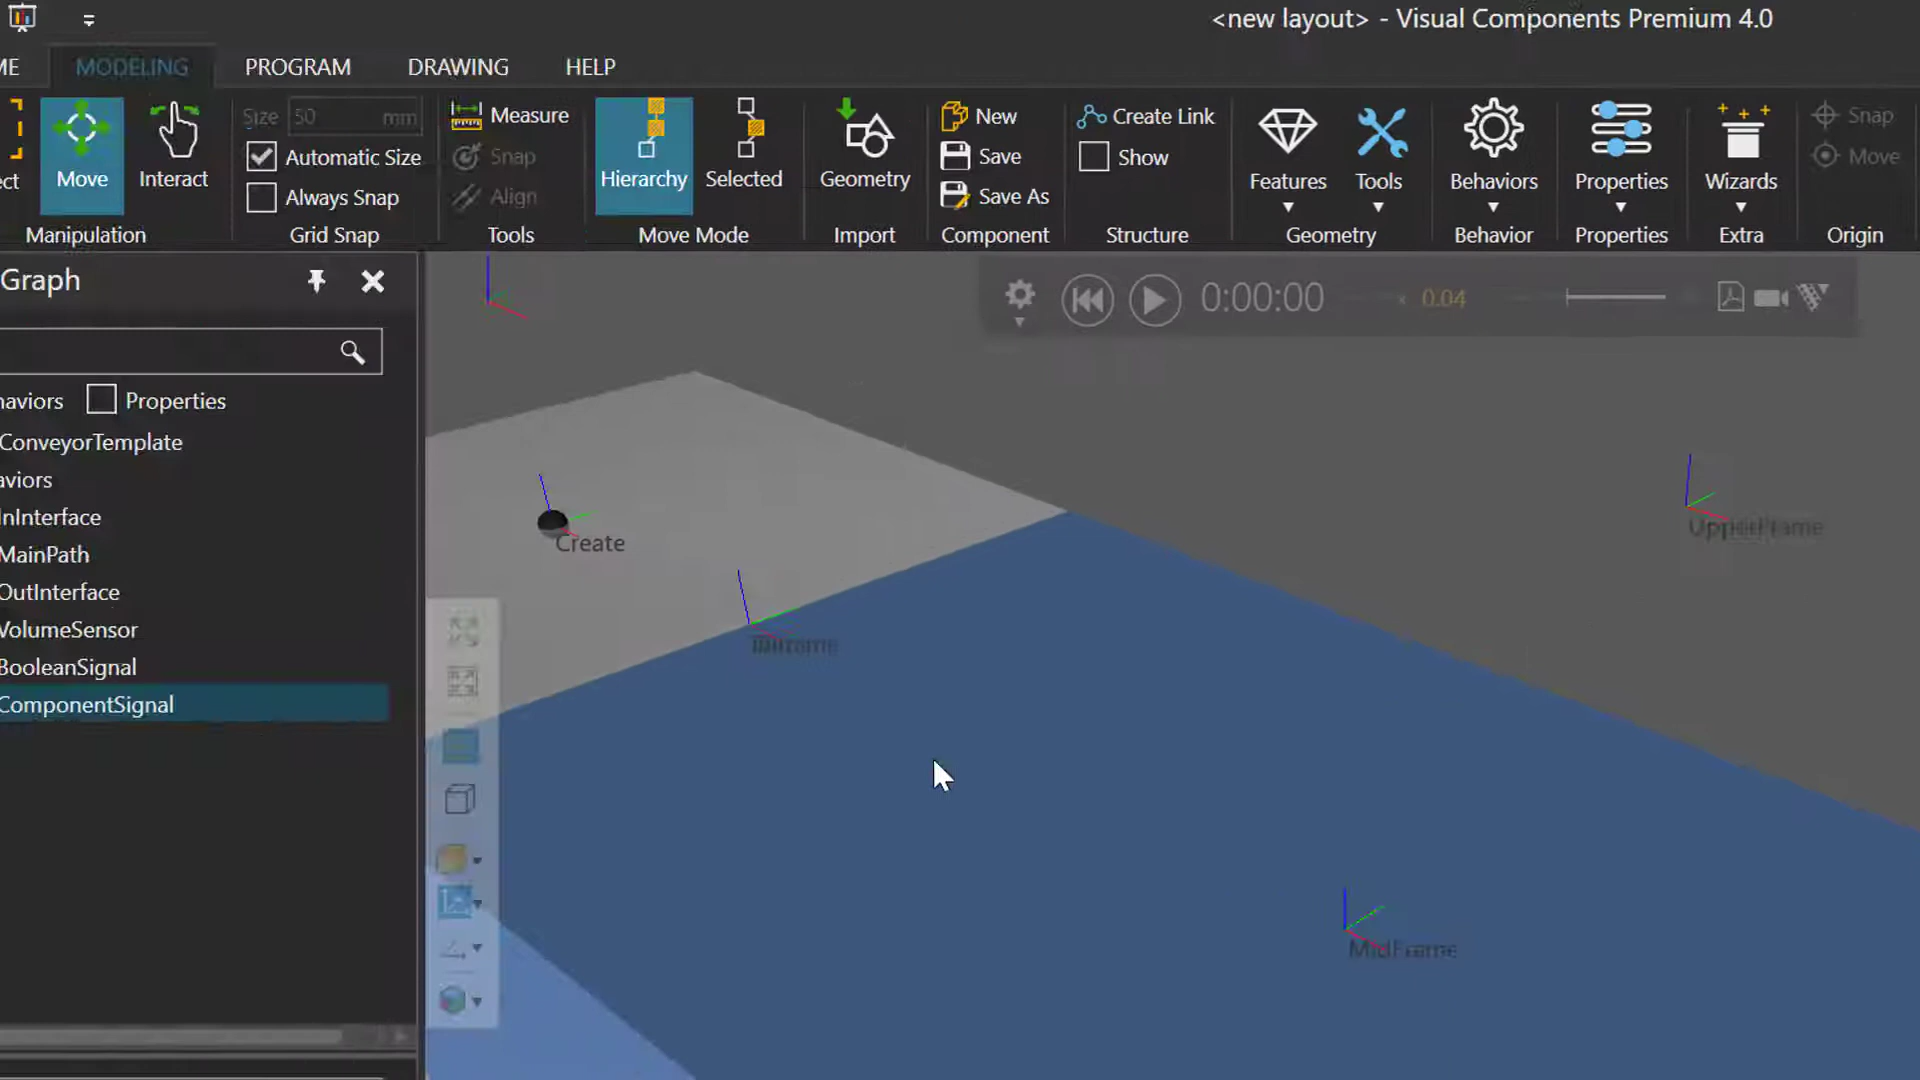 <new layout> - Visual Components Premium 4.0
ME MODELING PROGRAM DRAWING HELP
Size 50 mm
Automatic Size
Always Snap
Move
Interact
Manipulation
Grid Snap
Measure
Snap
Align
Tools
Hierarchy
Selected
Move Mode
Geometry
Import
New
Save
Save As
Component
Create Link
Show
Structure
Features
Tools
Geometry
Behaviors
Behavior
Properties
Properties
Wizards
Extra
Snap
Move
Origin
Graph
haviors
Properties
ConveyorTemplate
aviors
InInterface
MainPath
OutInterface
VolumeSensor
BooleanSignal
ComponentSignal
0:00:00
x 0.04
Create
UpperFrame
MidFrame